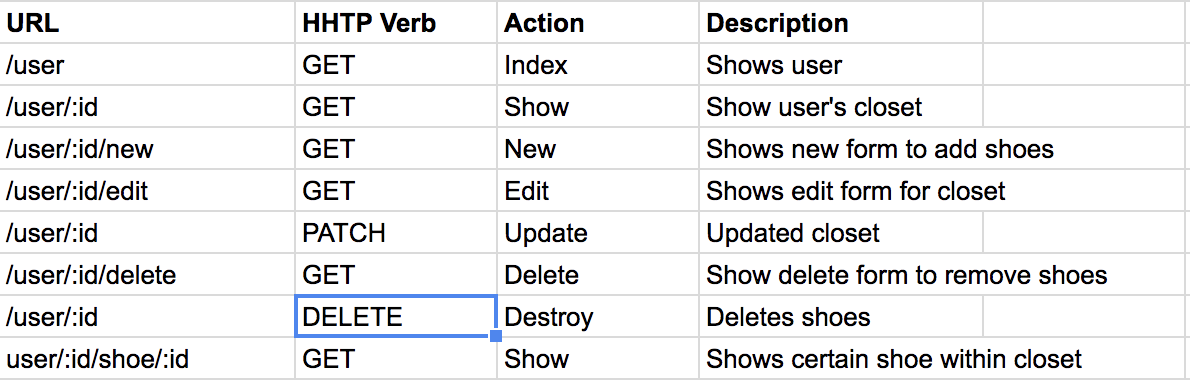 URL HHTP Verb Action Description
/user GET Index Shows user
/user/:id GET Show Show user's closet
/user/:id/new GET New Shows new form to add shoes
/user/:id/edit GET Edit Shows edit form for closet
/user/:id PATCH Update Updated closet
/user/:id/delete GET Delete Show delete form to remove shoes
/user/:id DELETE Destroy Deletes shoes
user/:id/shoe/:id GET Show Shows certain shoe within closet